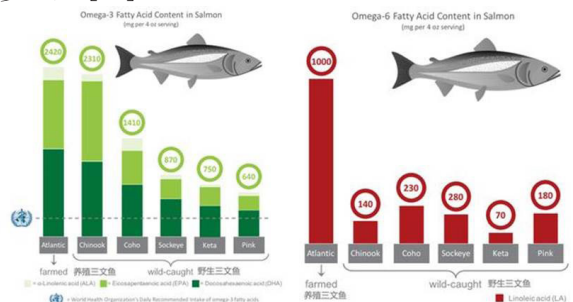 Omega-3 Fatty Acid Content in Salmon
(mg per 4 oz serving)
2420
2310
1410
870
750
640
Atlantic
Chinook
Coho
Sockeye
Keta
Pink
farmed 养殖三文鱼
wild-caught 野生三文鱼
= α-Linolenic acid (ALA) = Eicosapentaenoic acid (EPA) = Docosahexaenoic acid (DHA)
= World Health Organization's Daily Recommended Intake of omega 3 Fatty acids
Omega-6 Fatty Acid Content in Salmon
(mg per 4 oz serving)
1000
140
230
280
70
180
Atlantic
Chinook
Coho
Sockeye
Keta
Pink
farmed
养殖三文鱼
wild-caught 野生三文鱼
Linoleic acid (LA)